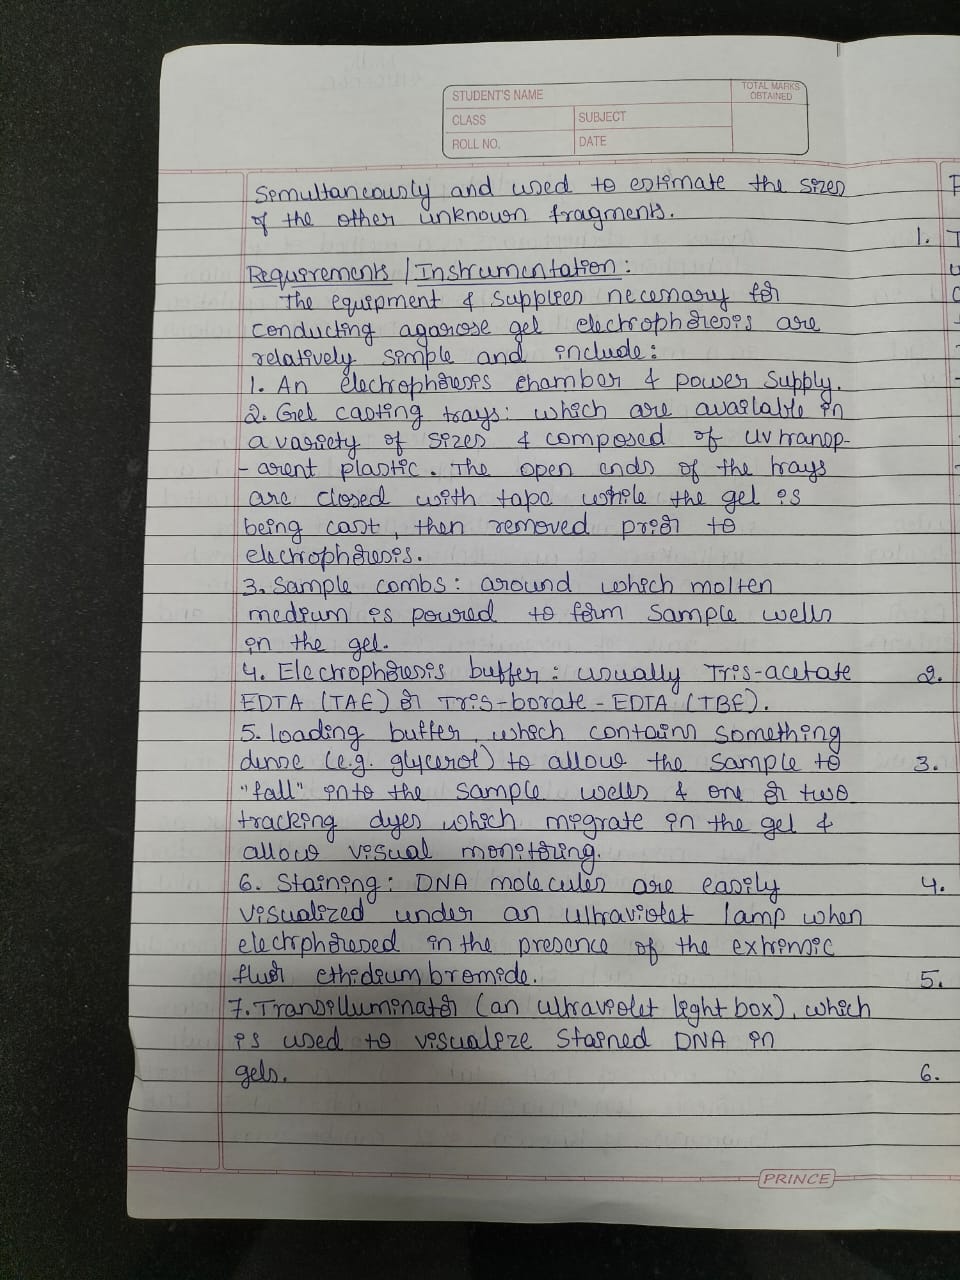 STUDENT'S NAME
TOTAL MARKS OBTAINED
CLASS
SUBJECT
ROLL NO.
DATE
Simultaneously and used to estimate the sizes
of the other unknown fragments.
Requirements / Instrumentation :
The equipment & supplies necessary for
conducting agarose gel electrophoresis are
relatively simple and include :
1. An electrophoresis chamber & power supply.
2. Gel casting trays : which are available in
a variety of sizes & composed of UV transp-
- arent plastic. The open ends of the trays
are closed with tape while the gel is
being cast, then removed prior to
electrophoresis.
3. Sample combs : around which molten
medium is poured to form sample wells
in the gel.
4. Electrophoresis buffer : usually Tris-acetate
EDTA (TAE) or Tris-borate - EDTA (TBE).
5. loading buffer, which contains something
dense (e.g. glycerol) to allow the sample to
"fall" into the sample wells & one or two
tracking dyes which migrate in the gel &
allow visual monitoring.
6. Staining : DNA molecules are easily
visualized under an ultraviolet lamp when
electrphoresed in the presence of the extrinsic
fluor ethidium bromide.
7. Transilluminator (an ultraviolet light box), which
is used to visualize stained DNA in
gels.
PRINCE
1.
2.
3.
4.
5.
6.